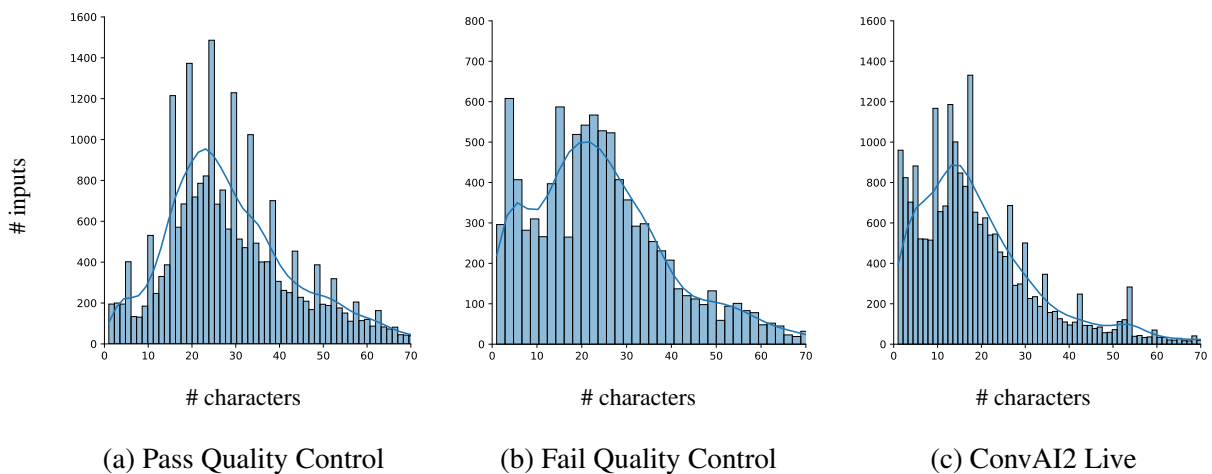 1600
1400
1200
1000
800
600
400
200
0
0 10 20 30 40 50 60 70
# characters
# inputs
(a) Pass Quality Control
800
700
600
500
400
300
200
100
0
0 10 20 30 40 50 60 70
# characters
(b) Fail Quality Control
1600
1400
1200
1000
800
600
400
200
0
0 10 20 30 40 50 60 70
# characters
(c) ConvAI2 Live